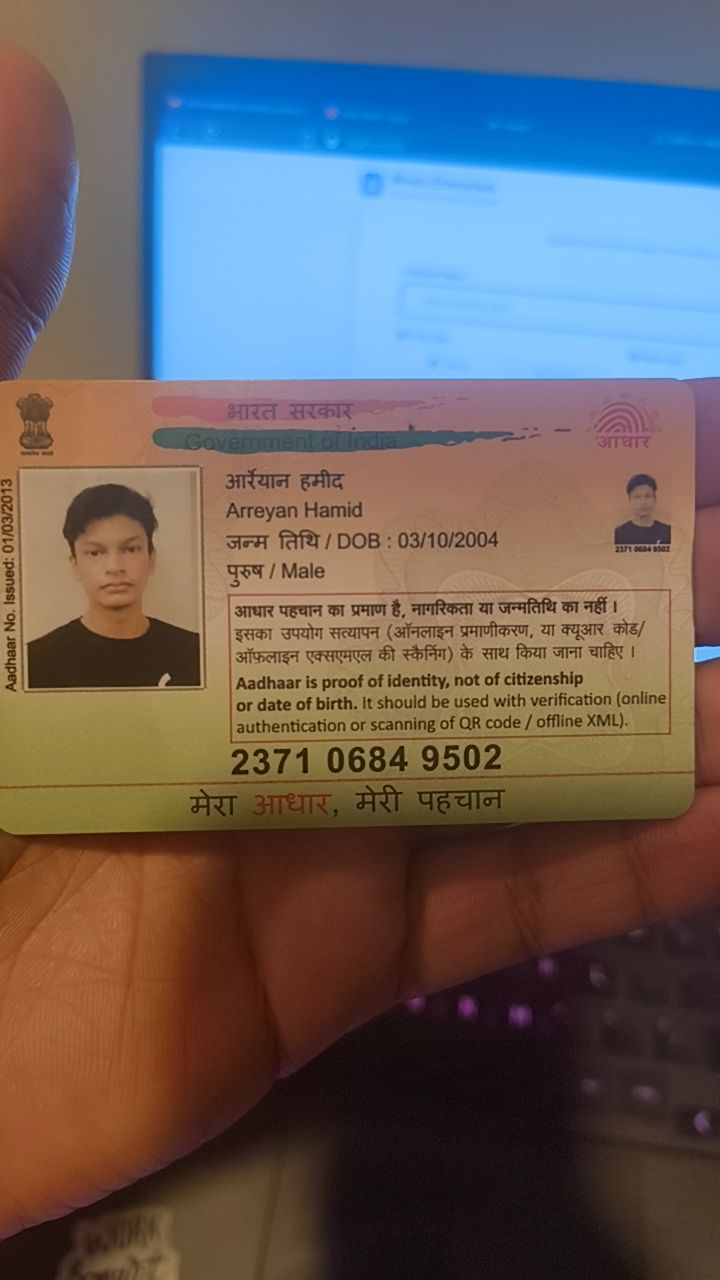 भारत सरकार
Government of India
आधार
Aadhaar No. Issued: 01/03/2013
आर्रेयान हमीद
Arreyan Hamid
जन्म तिथि / DOB : 03/10/2004
पुरुष / Male
2371 0684 9502
आधार पहचान का प्रमाण है, नागरिकता या जन्मतिथि का नहीं ।
इसका उपयोग सत्यापन (ऑनलाइन प्रमाणीकरण, या क्यूआर कोड/
ऑफ़लाइन एक्सएमएल की स्कैनिंग) के साथ किया जाना चाहिए ।
Aadhaar is proof of identity, not of citizenship
or date of birth. It should be used with verification (online
authentication or scanning of QR code / offline XML).
2371 0684 9502
मेरा आधार, मेरी पहचान